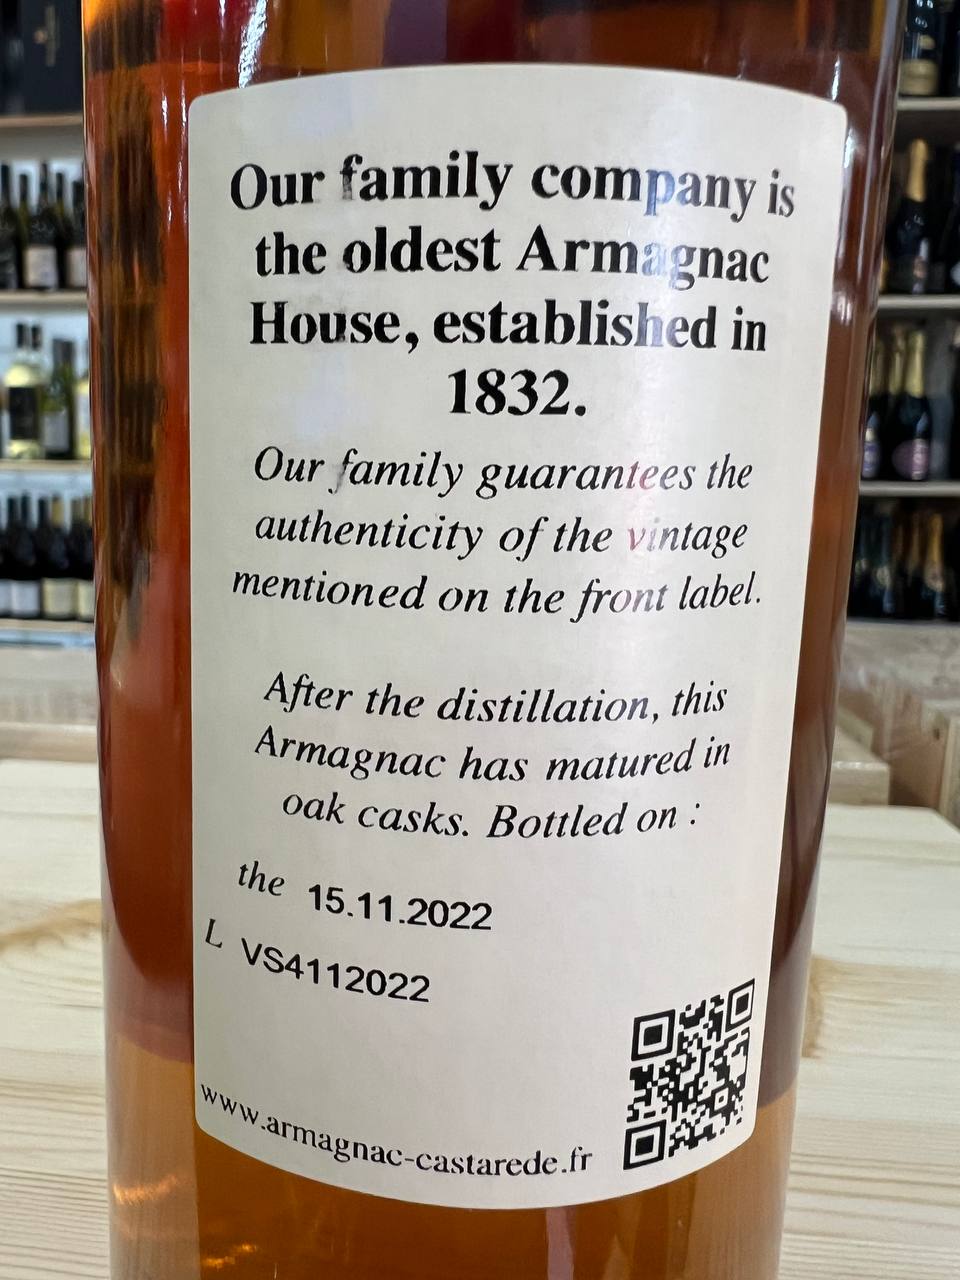 Our family company is
the oldest Armagnac
House, established in
1832.
Our family guarantees the
authenticity of the vintage
mentioned on the front label.
After the distillation, this
Armagnac has matured in
oak casks. Bottled on :
the 15.11.2022
L VS4112022
www.armagnac-castarede.fr